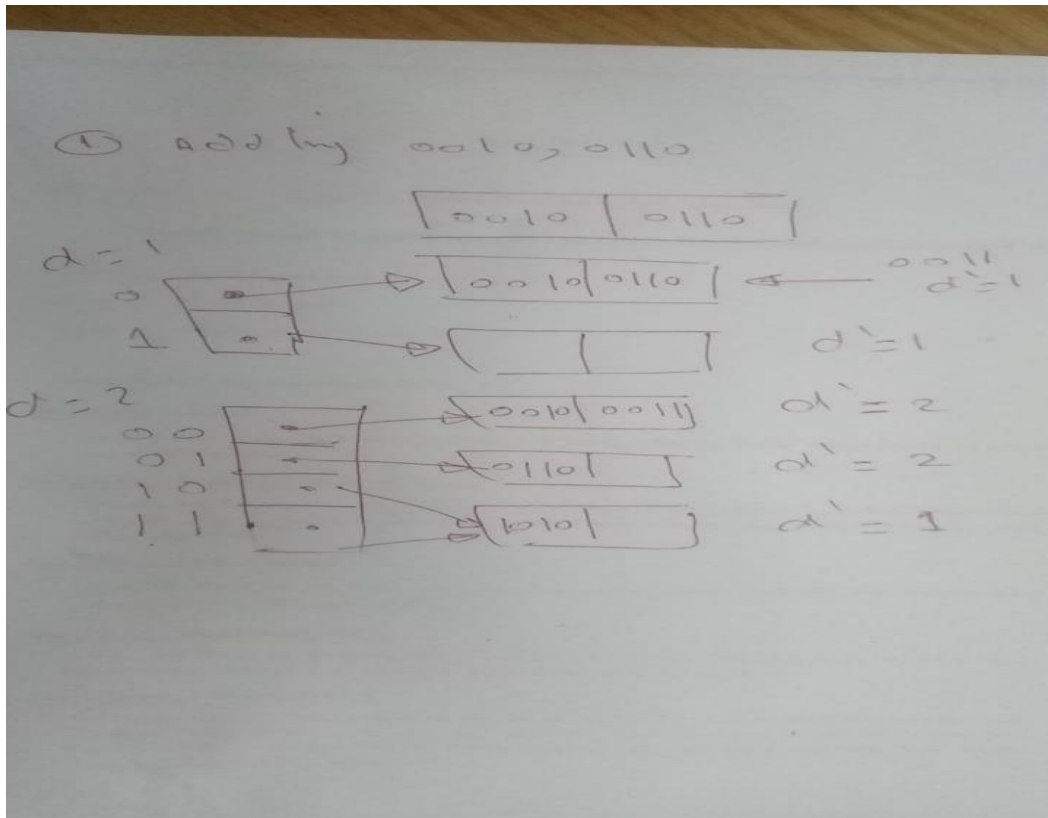 ① Adding 0010, 0110
0010 0110
d = 1
0 0010 0110 0011
d' = 1
1 d' = 1
d = 2
00 0010 0011 d' = 2
01 0110 d' = 2
10
11 1010 d' = 1